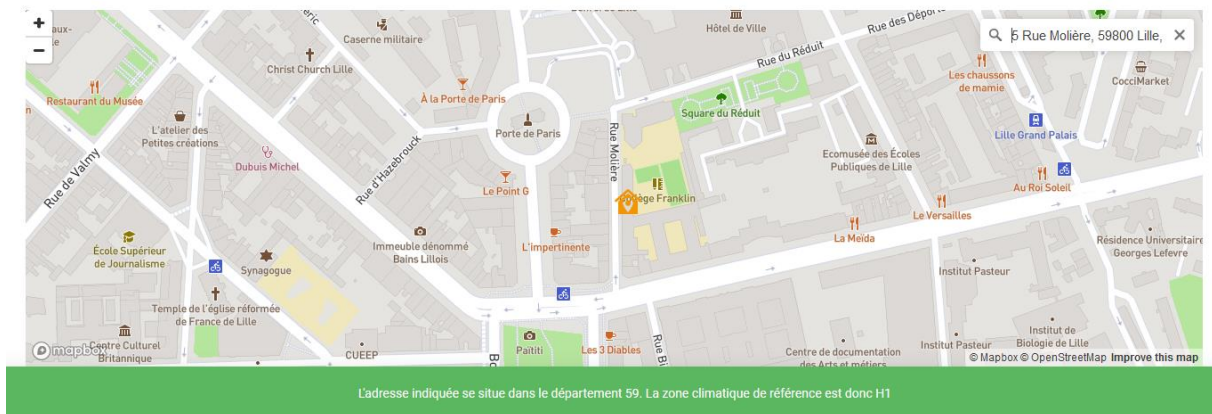 +
−
5 Rue Molière, 59800 Lille,
Caserne militaire
Christ Church Lille
Hôtel de Ville
Rue des Déporté
Rue du Réduit
Les chaussons
de mamie
CocciMarket
Restaurant du Musée
À la Porte de Paris
L'atelier des
Petites créations
Porte de Paris
Square du Réduit
Rue Molière
Lille Grand Palais
Dubuis Michel
Ecomusée des Écoles
Publiques de Lille
Rue de Valmy
Rue d'Hazebrouck
Le Point G
Collège Franklin
Au Roi Soleil
Le Versailles
École Supérieur
de Journalisme
Immeuble dénommé
Bains Lillois
L'impertinente
La Meïda
Résidence Universitaire
Georges Lefevre
Synagogue
Institut Pasteur
Temple de l'église réformée
de France de Lille
Centre Culturel
Britannique
CUEEP
Païtiti
Les 3 Diables
Rue Bi
Centre de documentation
des Arts et métiers
Institut Pasteur
Institut de
Biologie de Lille
mapbox
© Mapbox © OpenStreetMap Improve this map
L'adresse indiquée se situe dans le département 59. La zone climatique de référence est donc H1